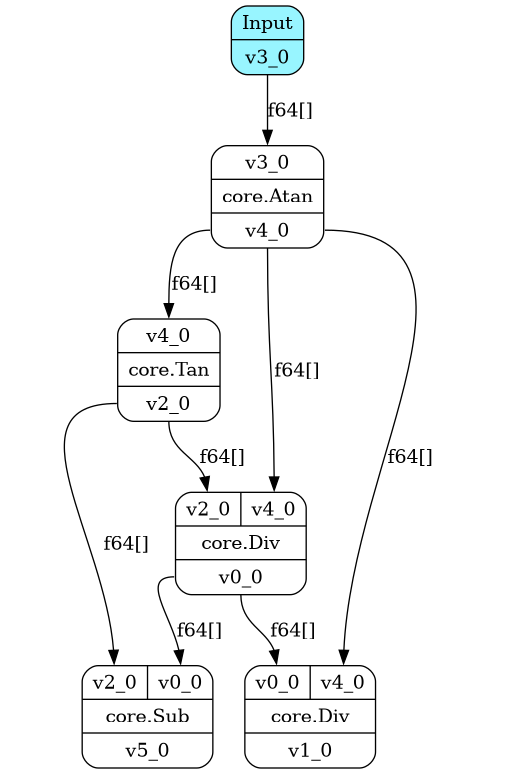 Input
v3_0
f64[]
v3_0
core.Atan
v4_0
f64[]
v4_0
core.Tan
v2_0
f64[]
f64[]
f64[]
v2_0 v4_0
core.Div
v0_0
f64[]
f64[]
f64[]
v2_0 v0_0
core.Sub
v5_0
v0_0 v4_0
core.Div
v1_0